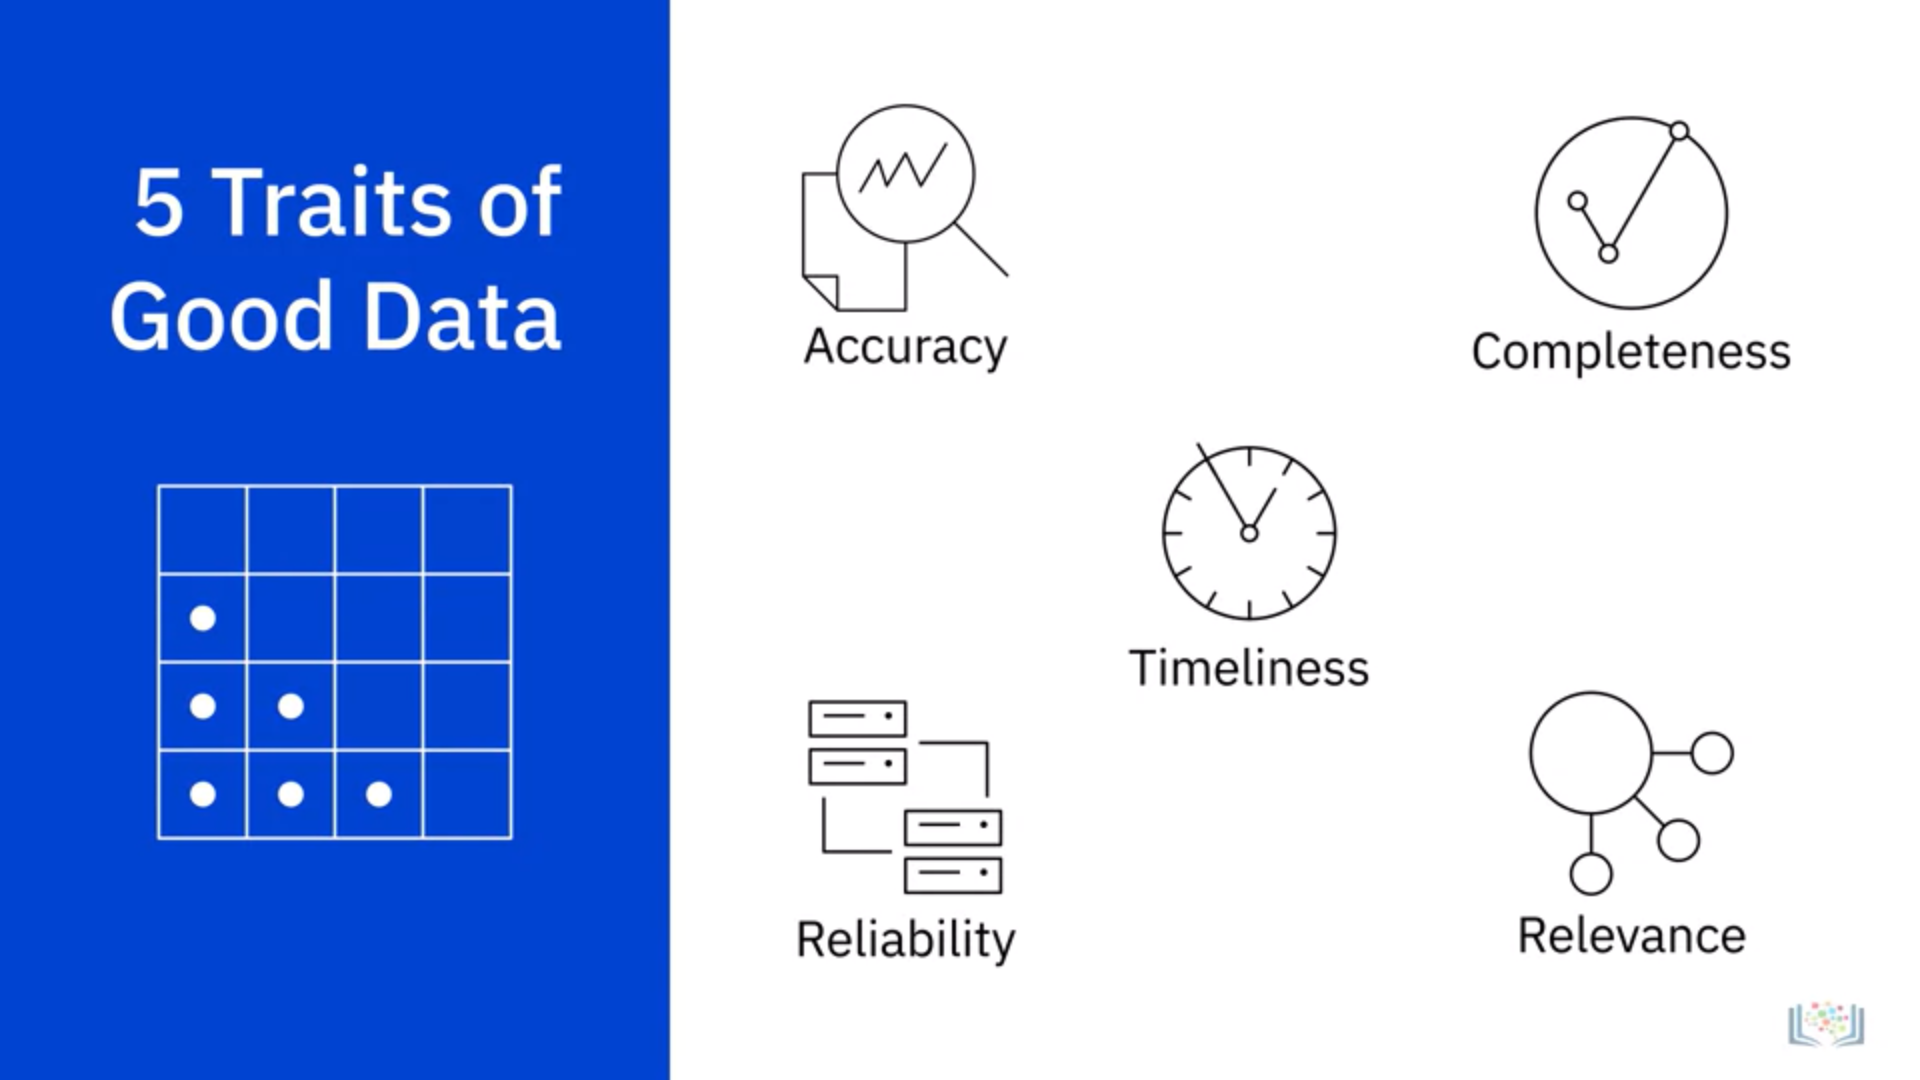 5 Traits of
Good Data
Accuracy
Completeness
Timeliness
Reliability
Relevance